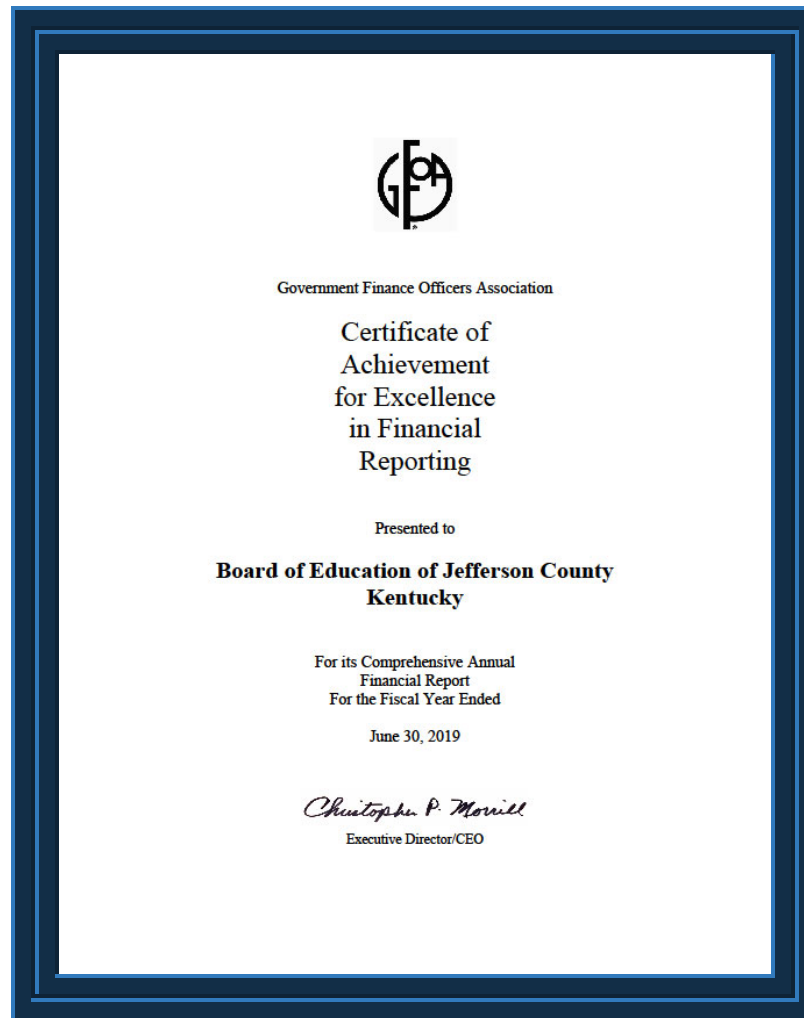 GFOA
Government Finance Officers Association
Certificate of
Achievement
for Excellence
in Financial
Reporting
Presented to
Board of Education of Jefferson County
Kentucky
For its Comprehensive Annual
Financial Report
For the Fiscal Year Ended
June 30, 2019
Christopher P. Morrill
Executive Director/CEO